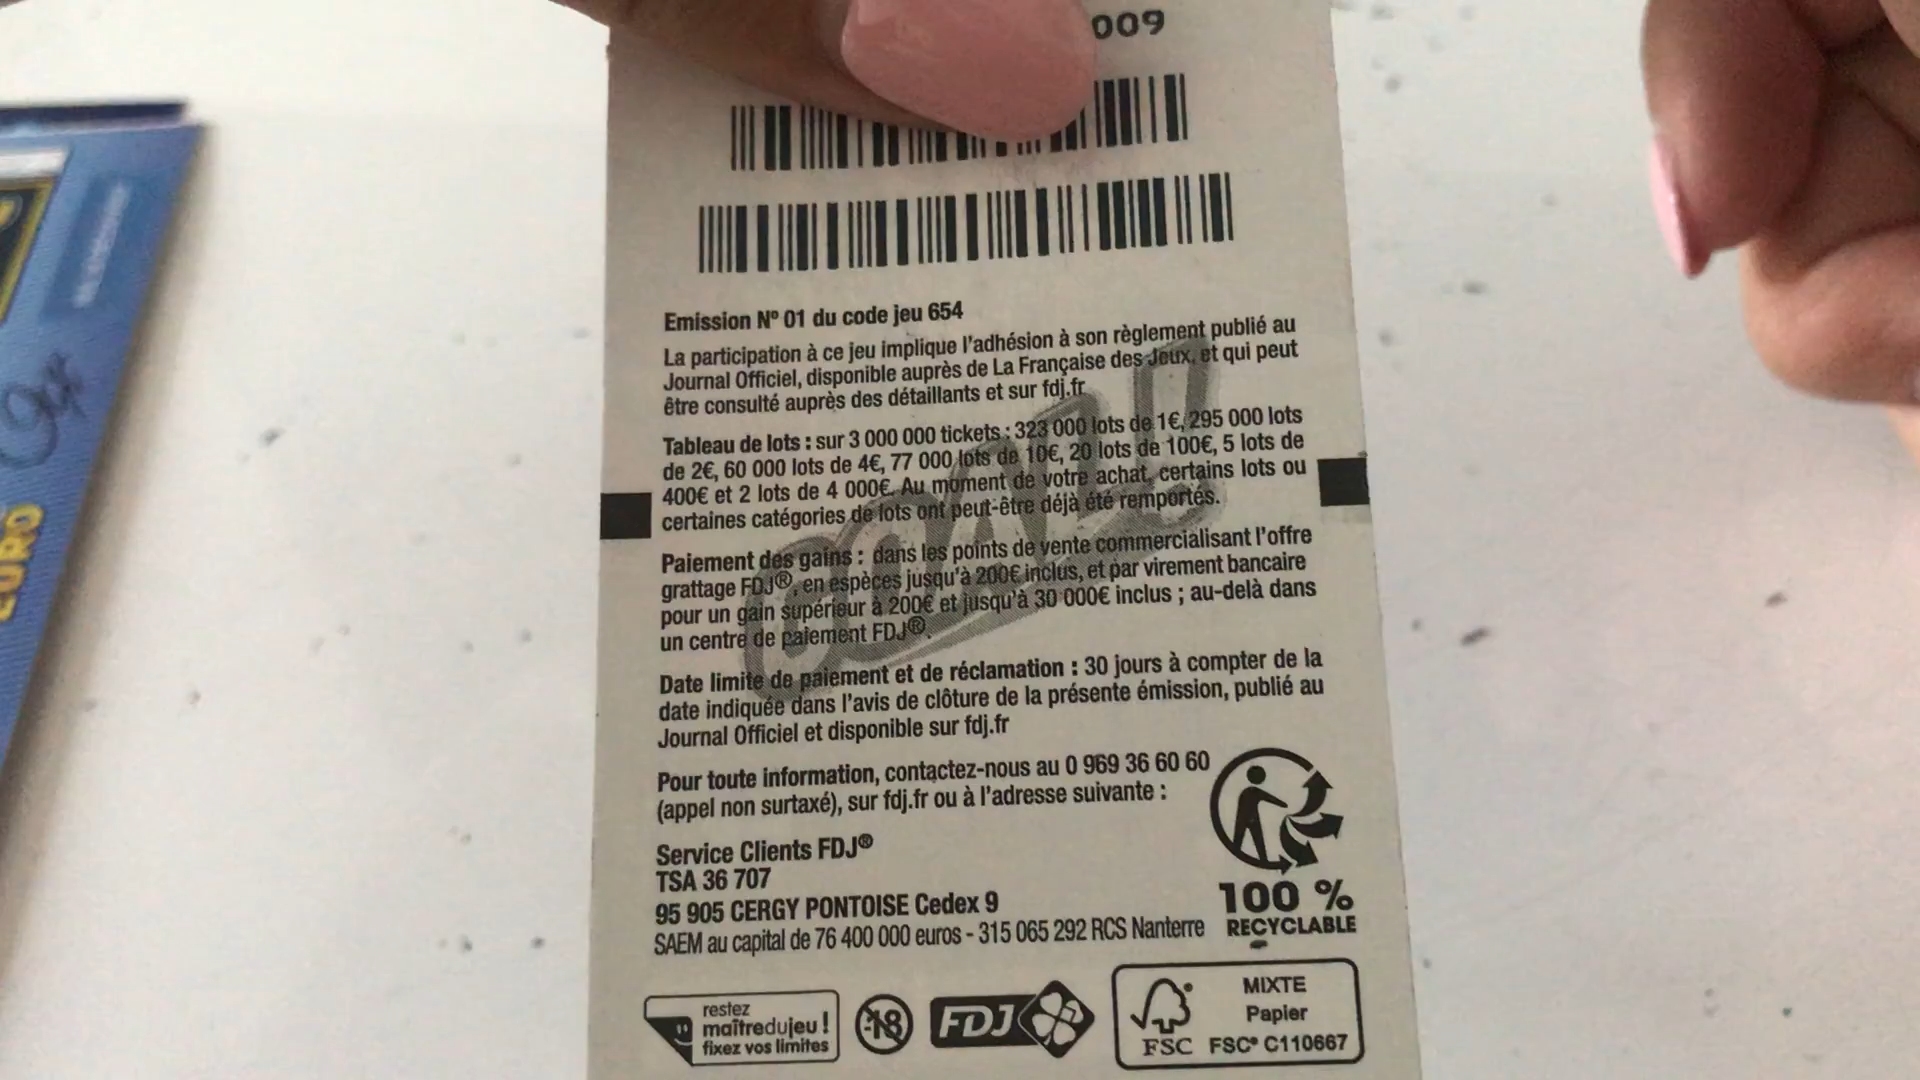 009
Emission Nº 01 du code jeu 654
La participation à ce jeu implique l'adhésion à son règlement publié au
Journal Officiel, disponible auprès de La Française des Jeux, et qui peut
être consulté auprès des détaillants et sur fdj.fr
Tableau de lots : sur 3 000 000 tickets : 323 000 lots de 1€, 295 000 lots
de 2€, 60 000 lots de 4€, 77 000 lots de 10€, 20 lots de 100€, 5 lots de
400€ et 2 lots de 4 000€. Au moment de votre achat, certains lots ou
certaines catégories de lots ont peut-être déjà été remportés.
GOAL!!
Paiement des gains : dans les points de vente commercialisant l'offre
grattage FDJ®, en espèces jusqu'à 200€ inclus, et par virement bancaire
pour un gain supérieur à 200€ et jusqu'à 30 000€ inclus ; au-delà dans
un centre de paiement FDJ®.
Date limite de paiement et de réclamation : 30 jours à compter de la
date indiquée dans l'avis de clôture de la présente émission, publié au
Journal Officiel et disponible sur fdj.fr
Pour toute information, contactez-nous au 0 969 36 60 60
(appel non surtaxé), sur fdj.fr ou à l'adresse suivante :
Service Clients FDJ®
TSA 36 707
95 905 CERGY PONTOISE Cedex 9
SAEM au capital de 76 400 000 euros - 315 065 292 RCS Nanterre
100 %
RECYCLABLE
restez
maîtredujeu !
fixez vos limites
-18
FDJ
FSC
MIXTE
Papier
FSC® C110667
EURO